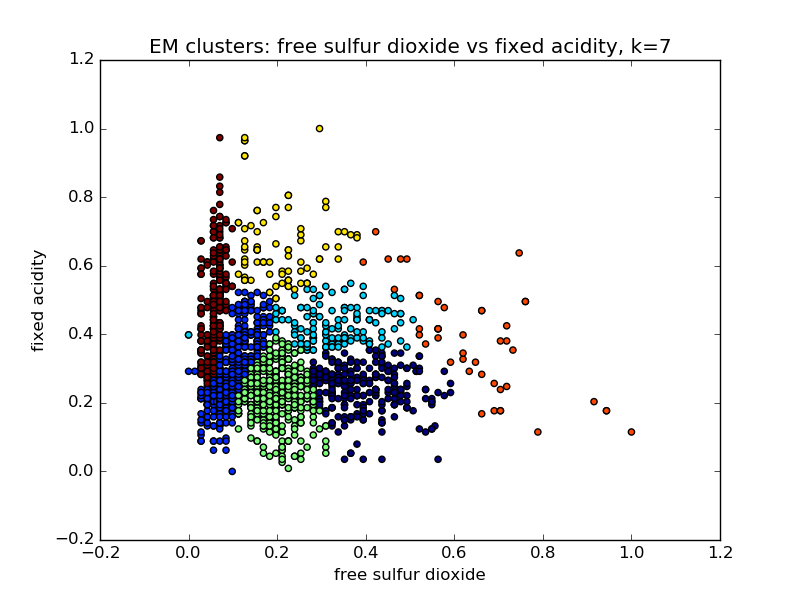 EM clusters: free sulfur dioxide vs fixed acidity, k=7
1.2
1.0
0.8
0.6
0.4
0.2
0.0
−0.2
fixed acidity
−0.2 0.0 0.2 0.4 0.6 0.8 1.0 1.2
free sulfur dioxide